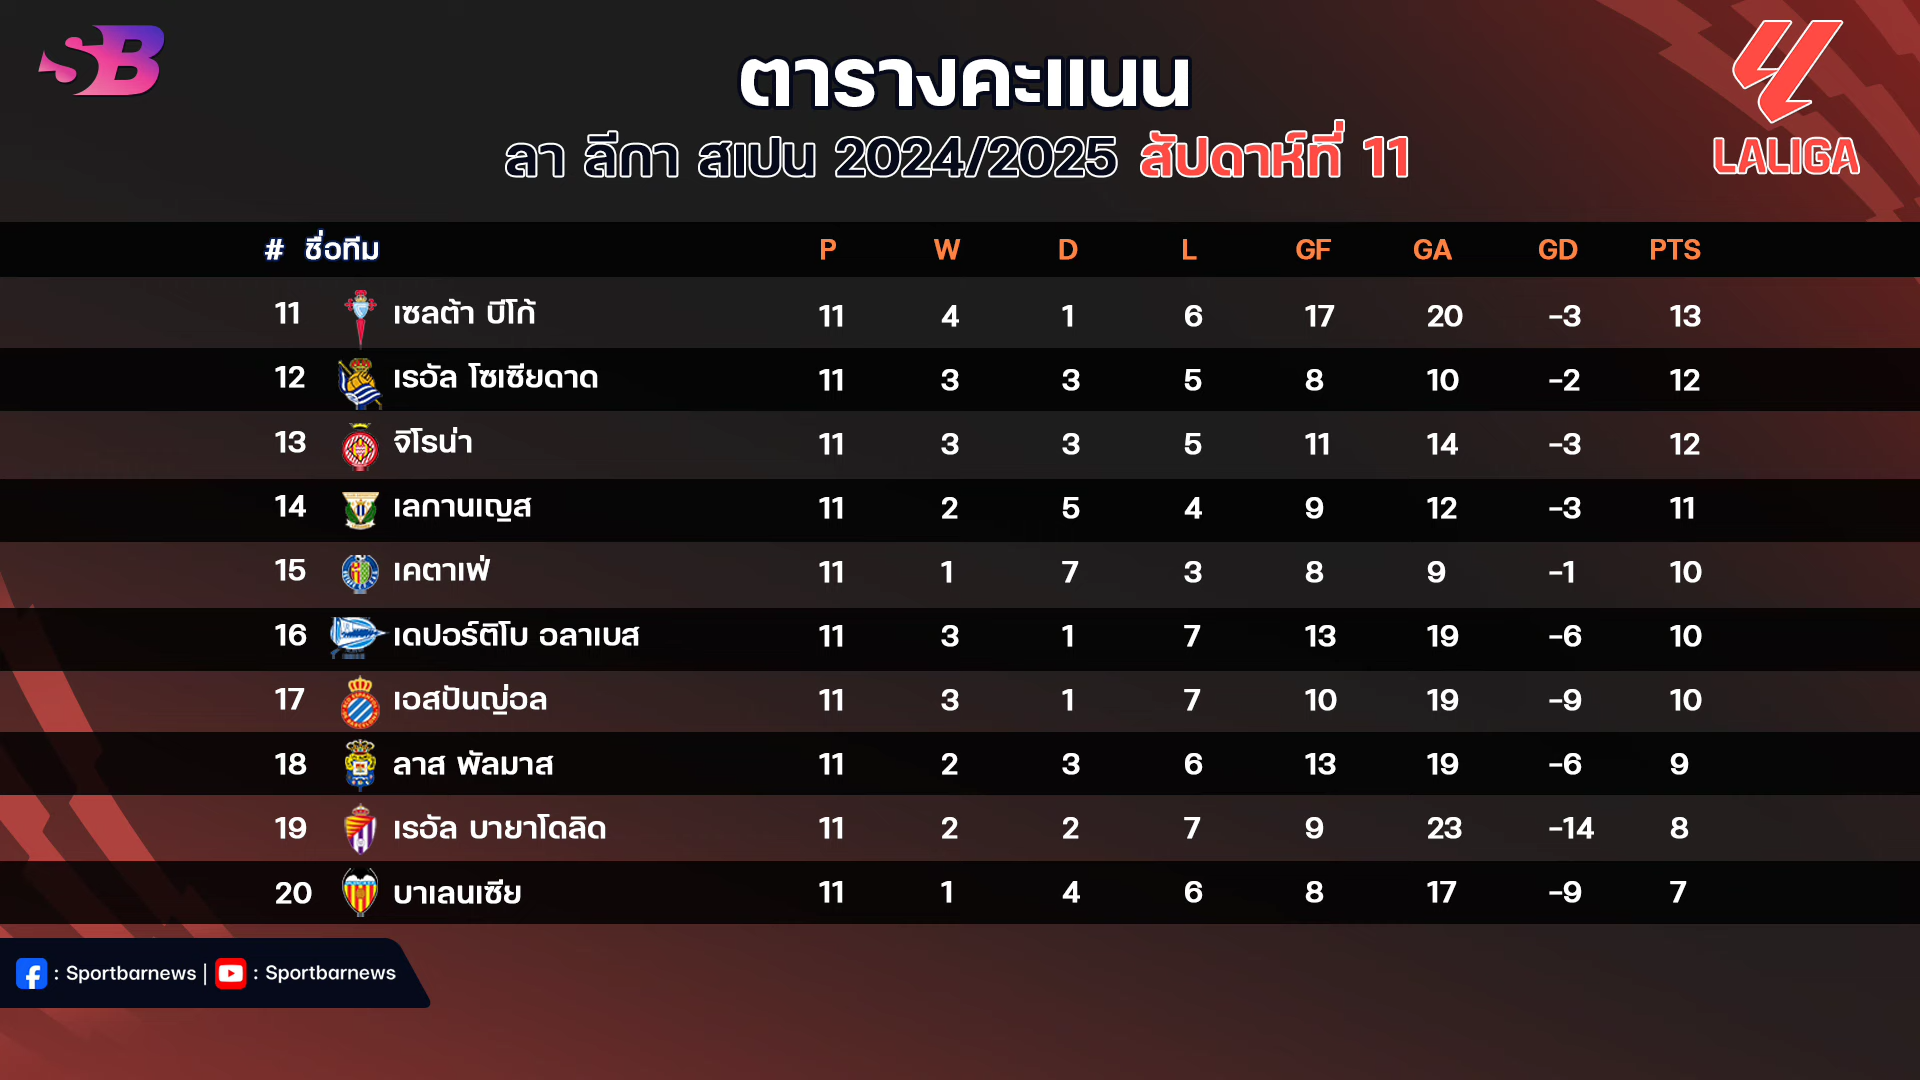 SB
ตารางคะแนน
ลา ลีกา สเปน 2024/2025 สัปดาห์ที่ 11
LALIGA
# ชื่อทีม P W D L GF GA GD PTS
11 เซลต้า บีโก้ 11 4 1 6 17 20 -3 13
12 เรอัล โซเซียดาด 11 3 3 5 8 10 -2 12
13 จิโรน่า 11 3 3 5 11 14 -3 12
14 เลกานเญส 11 2 5 4 9 12 -3 11
15 เคตาเฟ่ 11 1 7 3 8 9 -1 10
16 เดปอร์ติโบ อลาเบส 11 3 1 7 13 19 -6 10
17 เอสปันญ่อล 11 3 1 7 10 19 -9 10
18 ลาส พัลมาส 11 2 3 6 13 19 -6 9
19 เรอัล บายาโดลิด 11 2 2 7 9 23 -14 8
20 บาเลนเซีย 11 1 4 6 8 17 -9 7
: Sportbarnews | : Sportbarnews